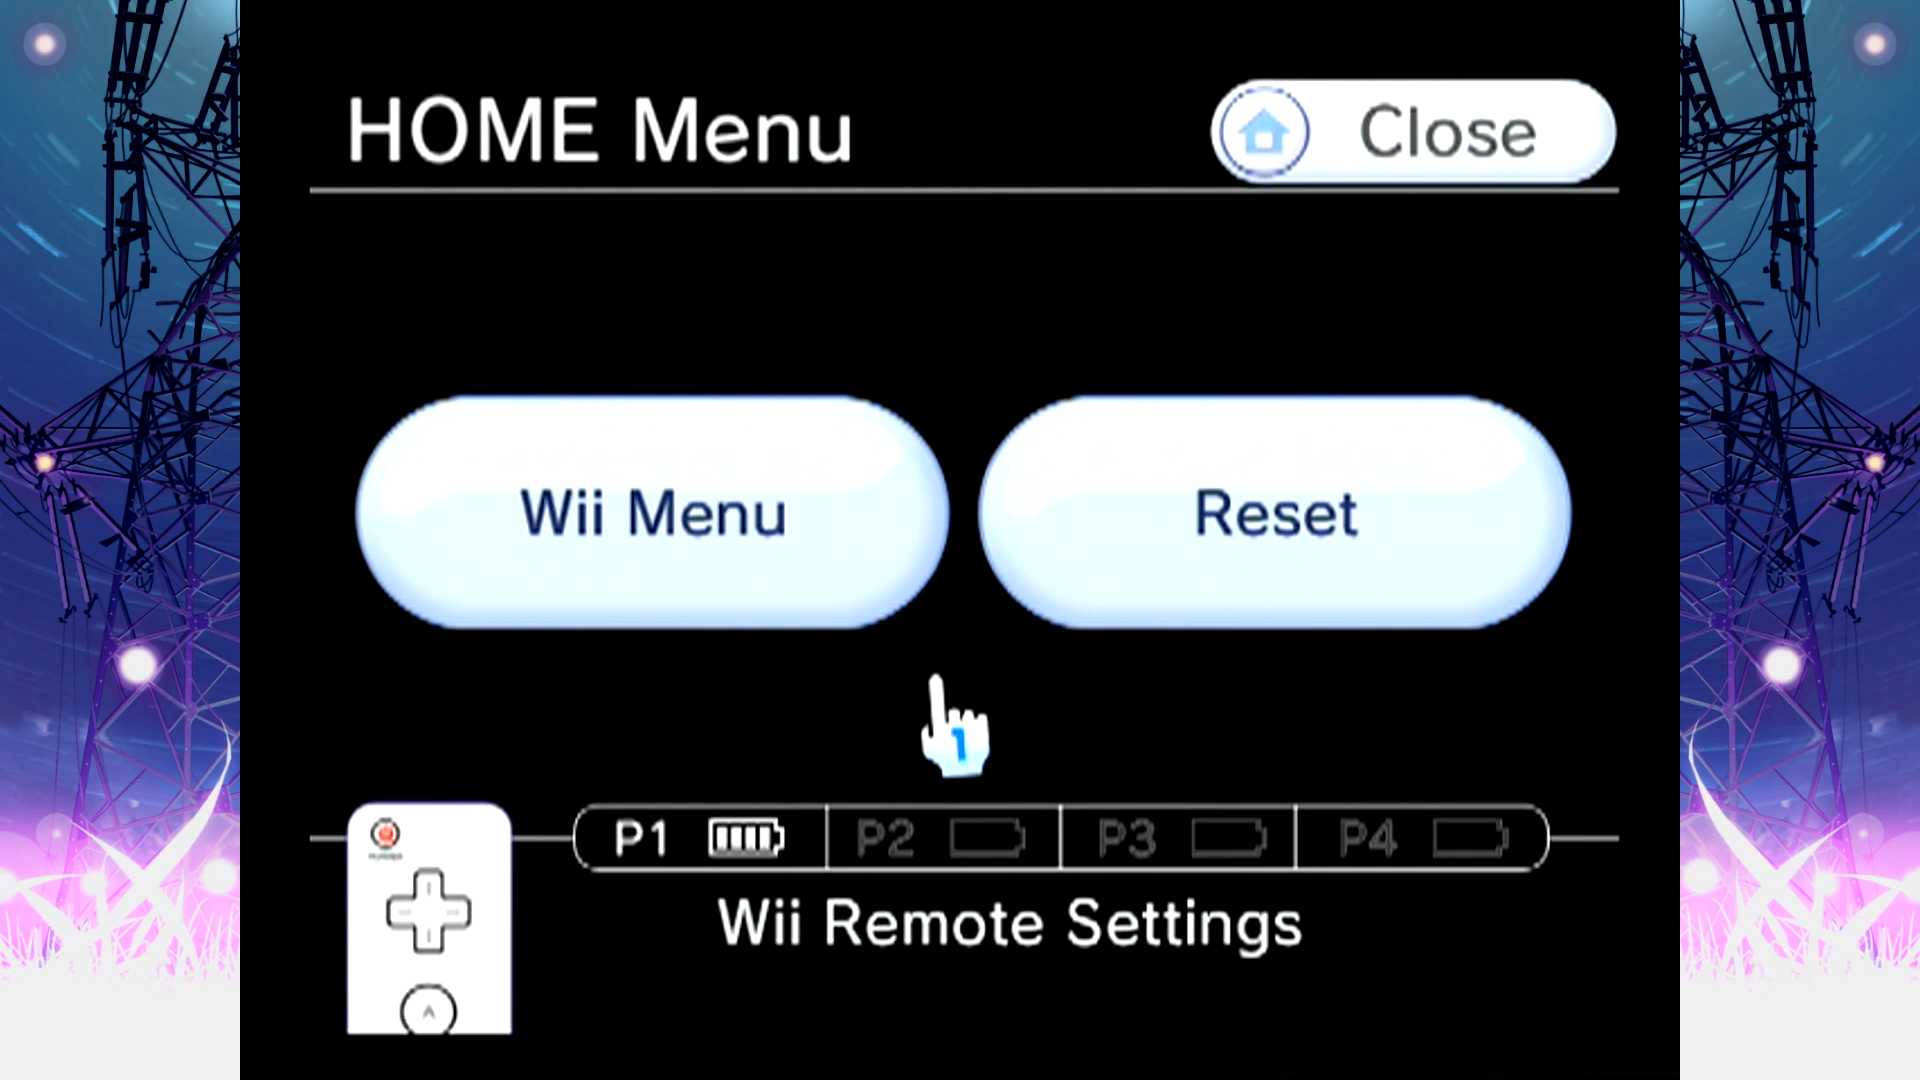 HOME Menu
Close
Wii Menu
Reset
1
P1 P2 P3 P4
Wii Remote Settings
A